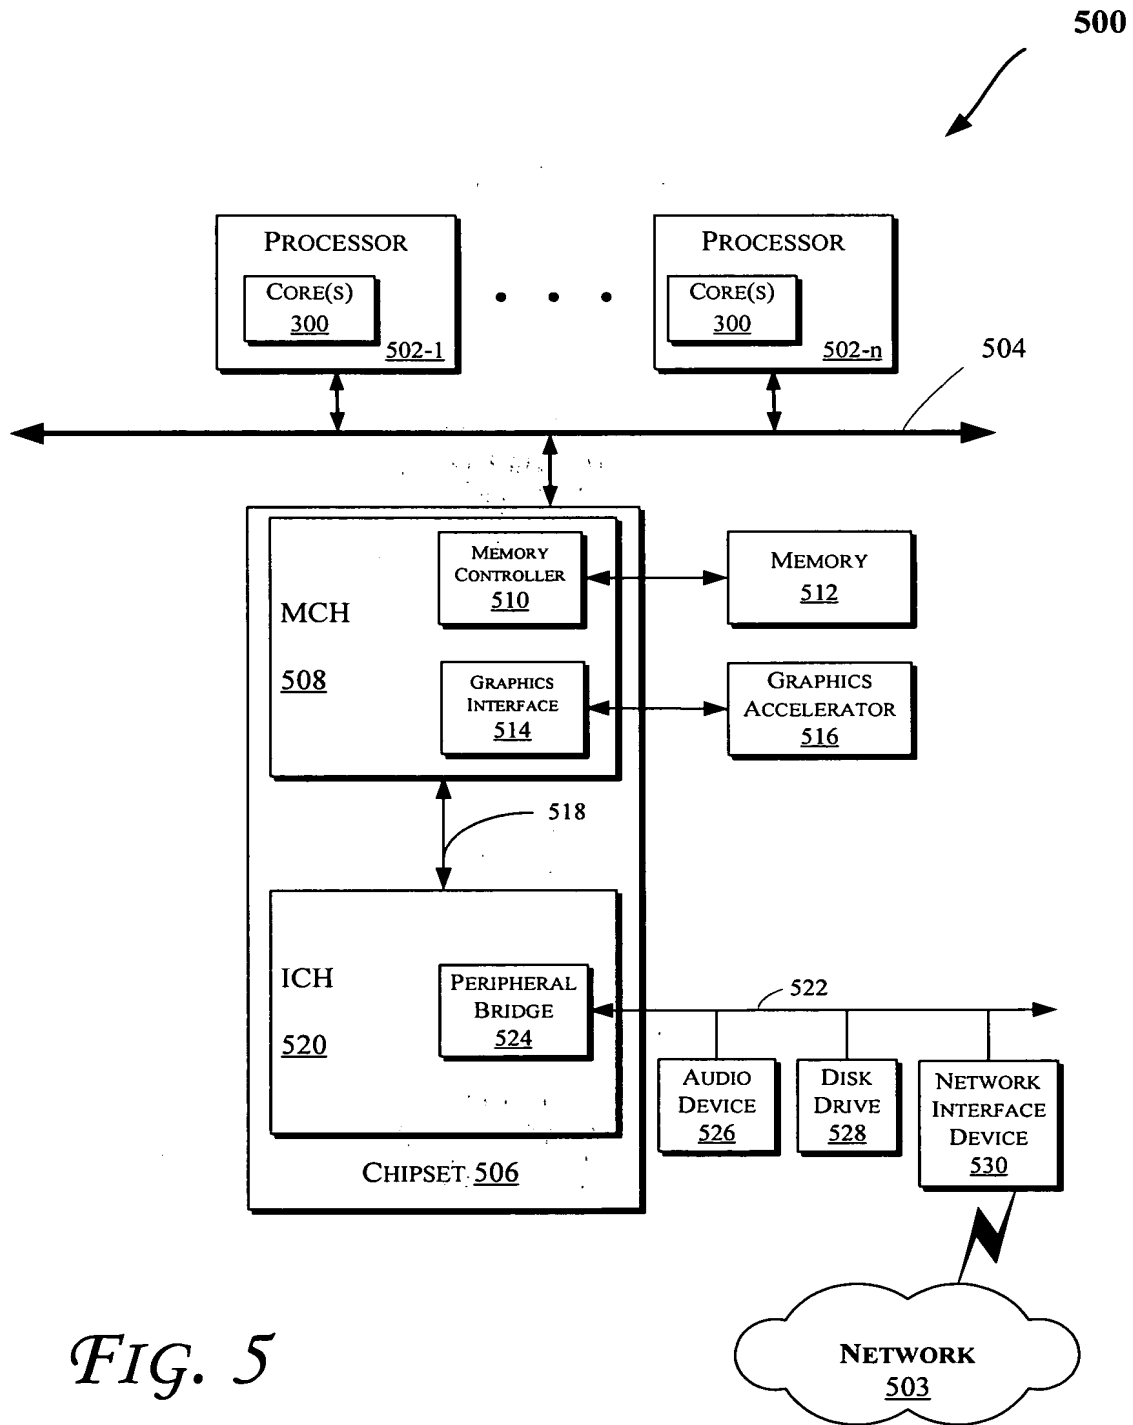 500
PROCESSOR
CORE(S)
300
502-1
PROCESSOR
CORE(S)
300
502-n
504
MEMORY
CONTROLLER
510
MEMORY
512
MCH
508
GRAPHICS
INTERFACE
514
GRAPHICS
ACCELERATOR
516
518
ICH
520
PERIPHERAL
BRIDGE
524
522
AUDIO
DEVICE
526
DISK
DRIVE
528
NETWORK
INTERFACE
DEVICE
530
CHIPSET 506
NETWORK
503
FIG. 5